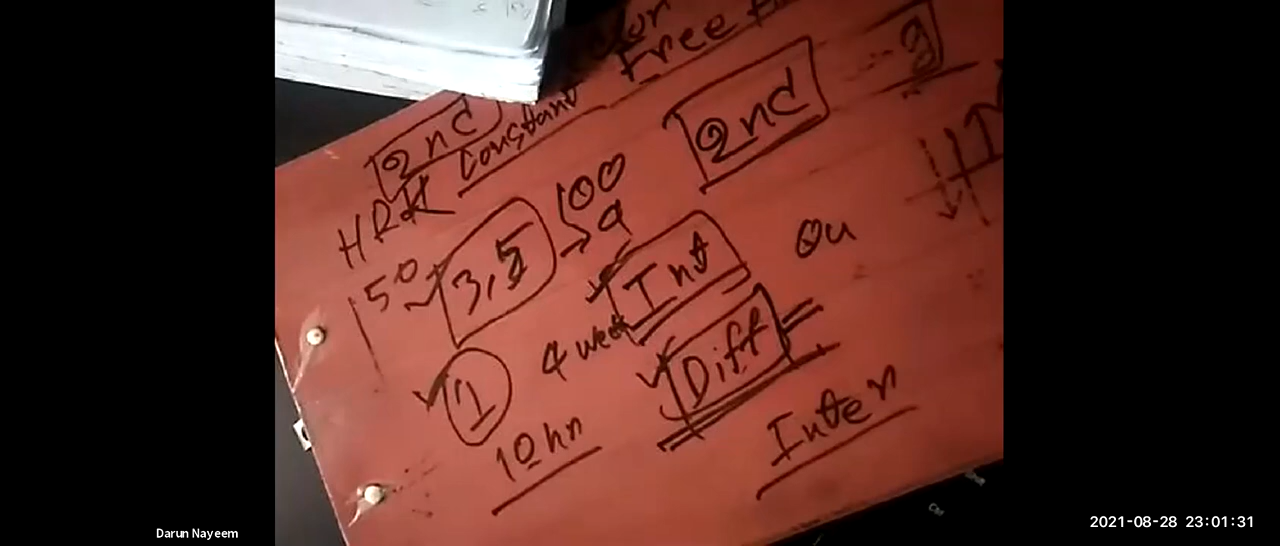 Free
2nd
Constant
2nd
g
HRK
100
50
3,5
9
Int
4 week
Diff
1
10hr
Inter
Darun Nayeem
2021-08-28 23:01:31